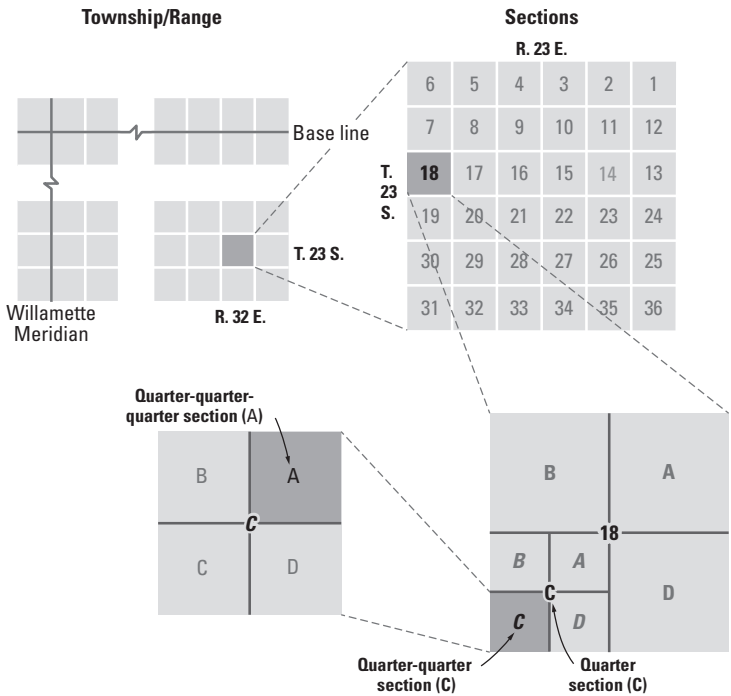 Township/Range
Base line
T. 23 S.
R. 32 E.
Willamette
Meridian
Sections
R. 23 E.
T.
23
S.
6 5 4 3 2 1
7 8 9 10 11 12
18 17 16 15 14 13
19 20 21 22 23 24
30 29 28 27 26 25
31 32 33 34 35 36
Quarter-quarter-
quarter section (A)
B A
C
C D
B A
18
B A
C
D
C D
Quarter-quarter
section (C)
Quarter
section (C)